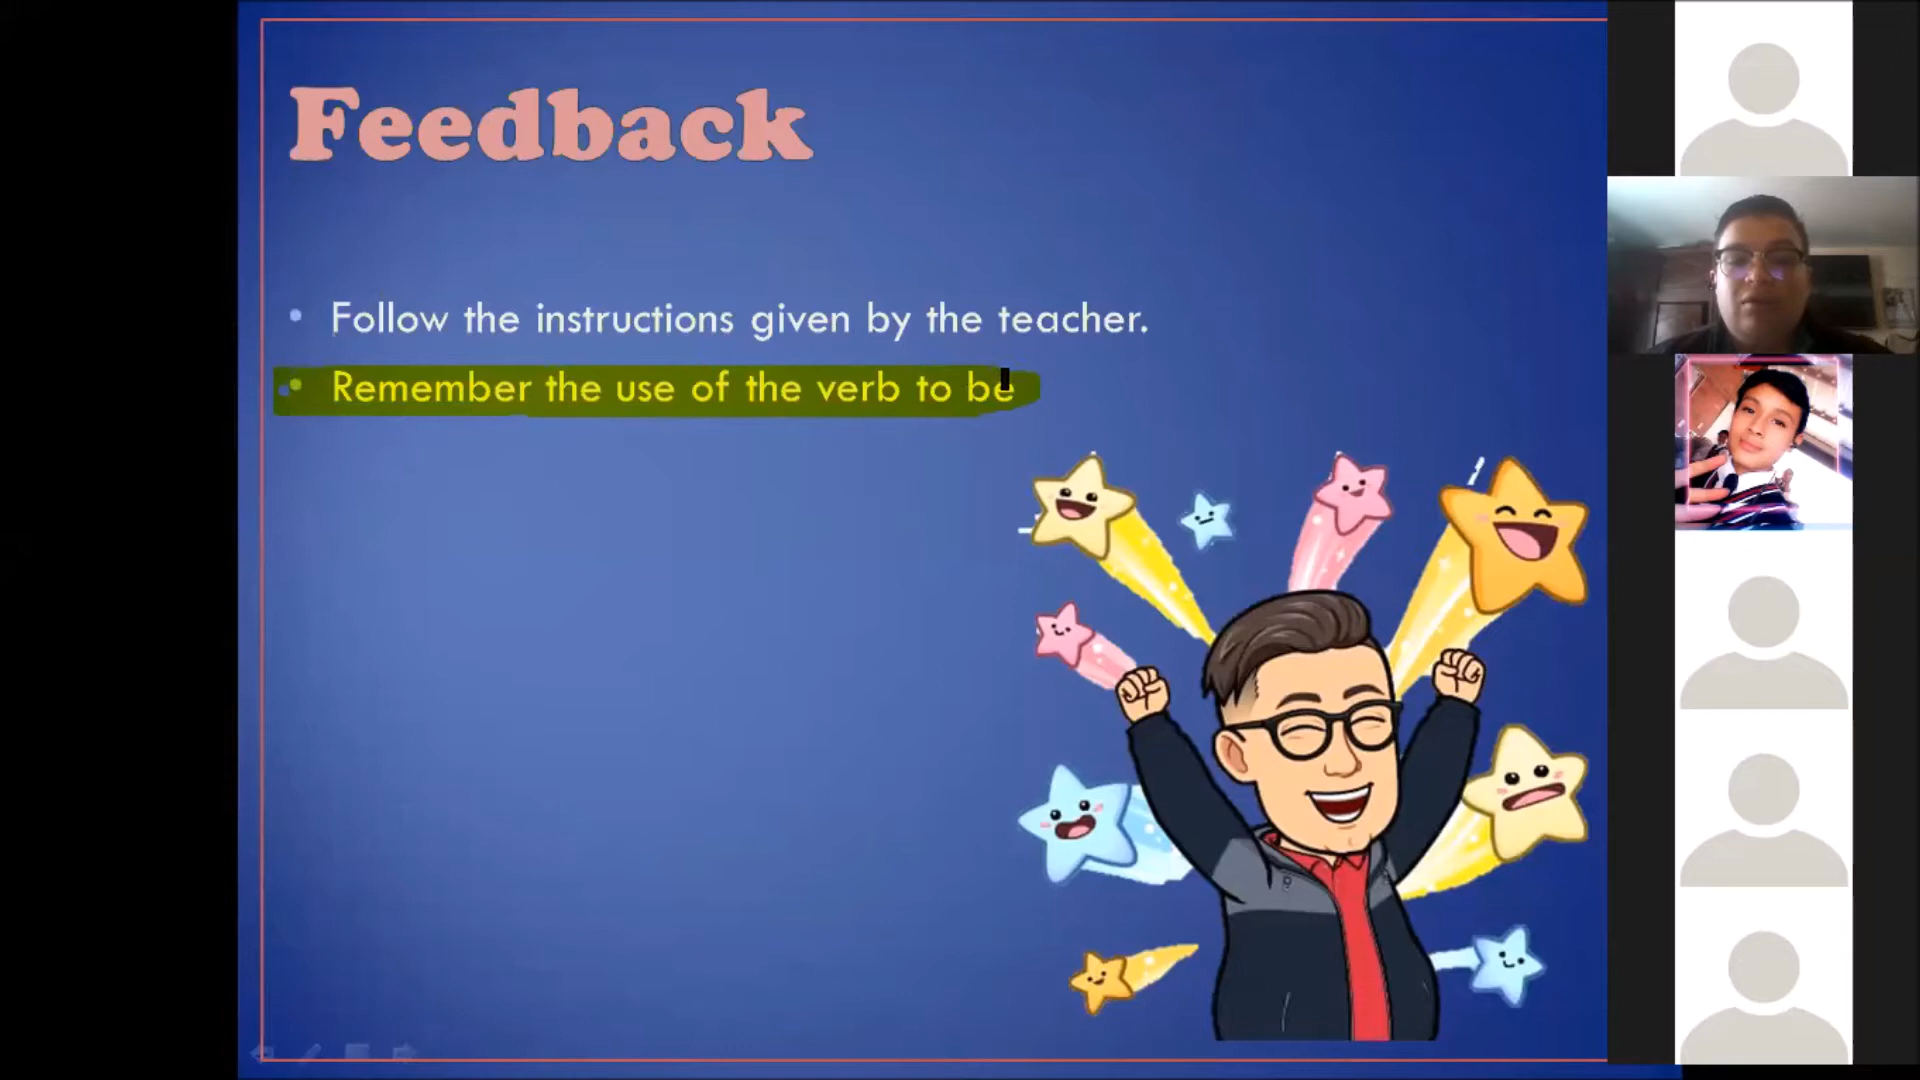 Feedback
• Follow the instructions given by the teacher.
• Remember the use of the verb to be